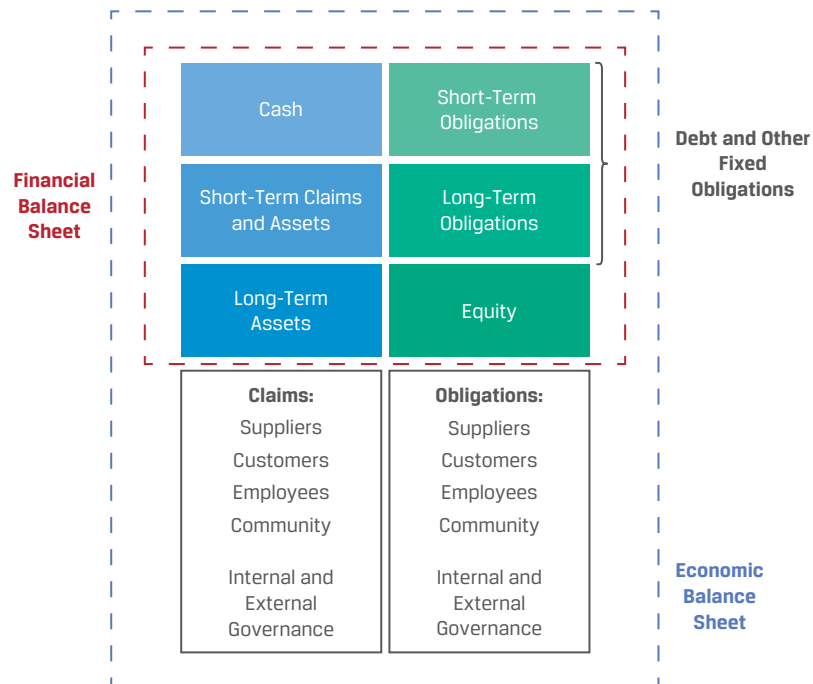 Cash
Short-Term
Obligations
Debt and Other
Fixed
Obligations
Financial
Balance
Sheet
Short-Term Claims
and Assets
Long-Term
Obligations
Long-Term
Assets
Equity
Claims:
Suppliers
Customers
Employees
Community
Internal and
External
Governance
Obligations:
Suppliers
Customers
Employees
Community
Internal and
External
Governance
Economic
Balance
Sheet